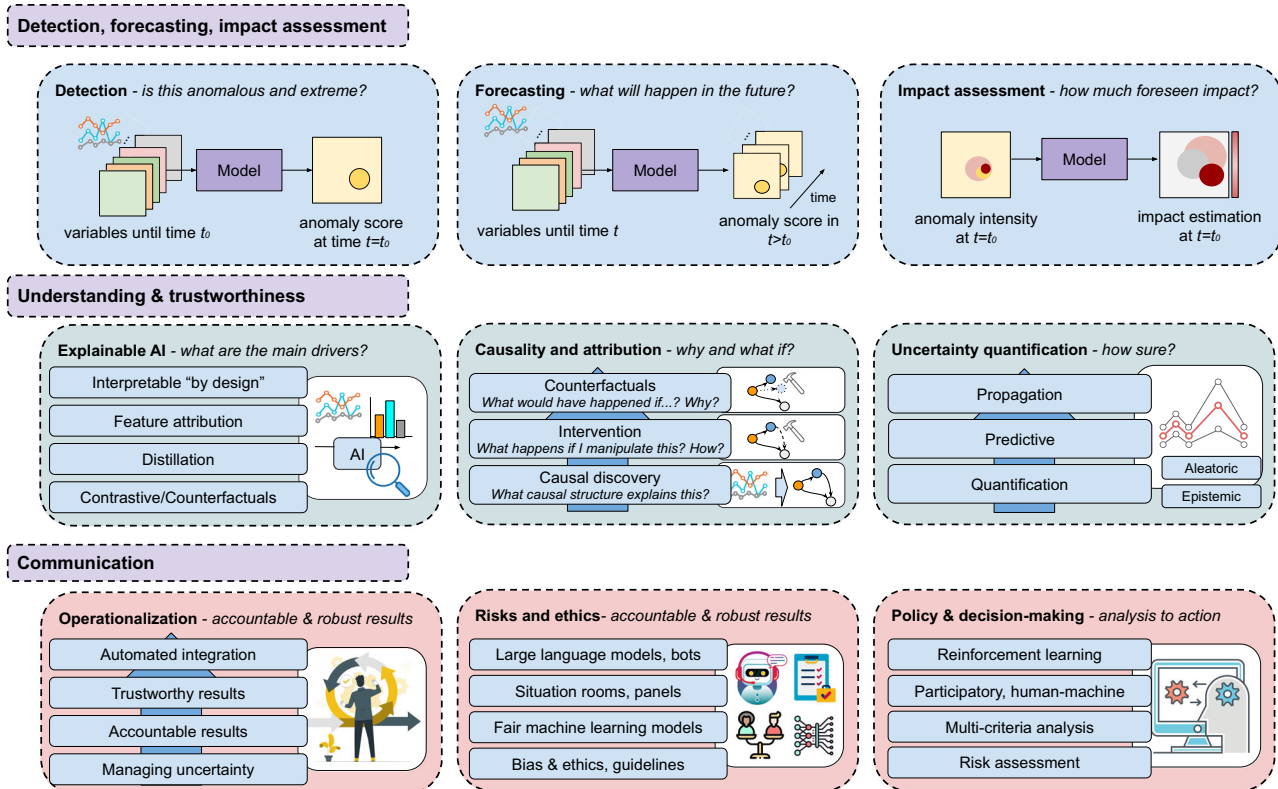 Detection, forecasting, impact assessment
Detection - is this anomalous and extreme?
Model
variables until time t₀
anomaly score
at time t=t₀
Forecasting - what will happen in the future?
Model
time
variables until time t
anomaly score in
t>t₀
Impact assessment - how much foreseen impact?
Model
anomaly intensity
at t=t₀
impact estimation
at t=t₀
Understanding & trustworthiness
Explainable AI - what are the main drivers?
Interpretable “by design”
Feature attribution
Distillation
Contrastive/Counterfactuals
AI
Causality and attribution - why and what if?
Counterfactuals
What would have happened if...? Why?
Intervention
What happens if I manipulate this? How?
Causal discovery
What causal structure explains this?
Uncertainty quantification - how sure?
Propagation
Predictive
Quantification
Aleatoric
Epistemic
Communication
Operationalization - accountable & robust results
Automated integration
Trustworthy results
Accountable results
Managing uncertainty
Risks and ethics- accountable & robust results
Large language models, bots
Situation rooms, panels
Fair machine learning models
Bias & ethics, guidelines
Policy & decision-making - analysis to action
Reinforcement learning
Participatory, human-machine
Multi-criteria analysis
Risk assessment